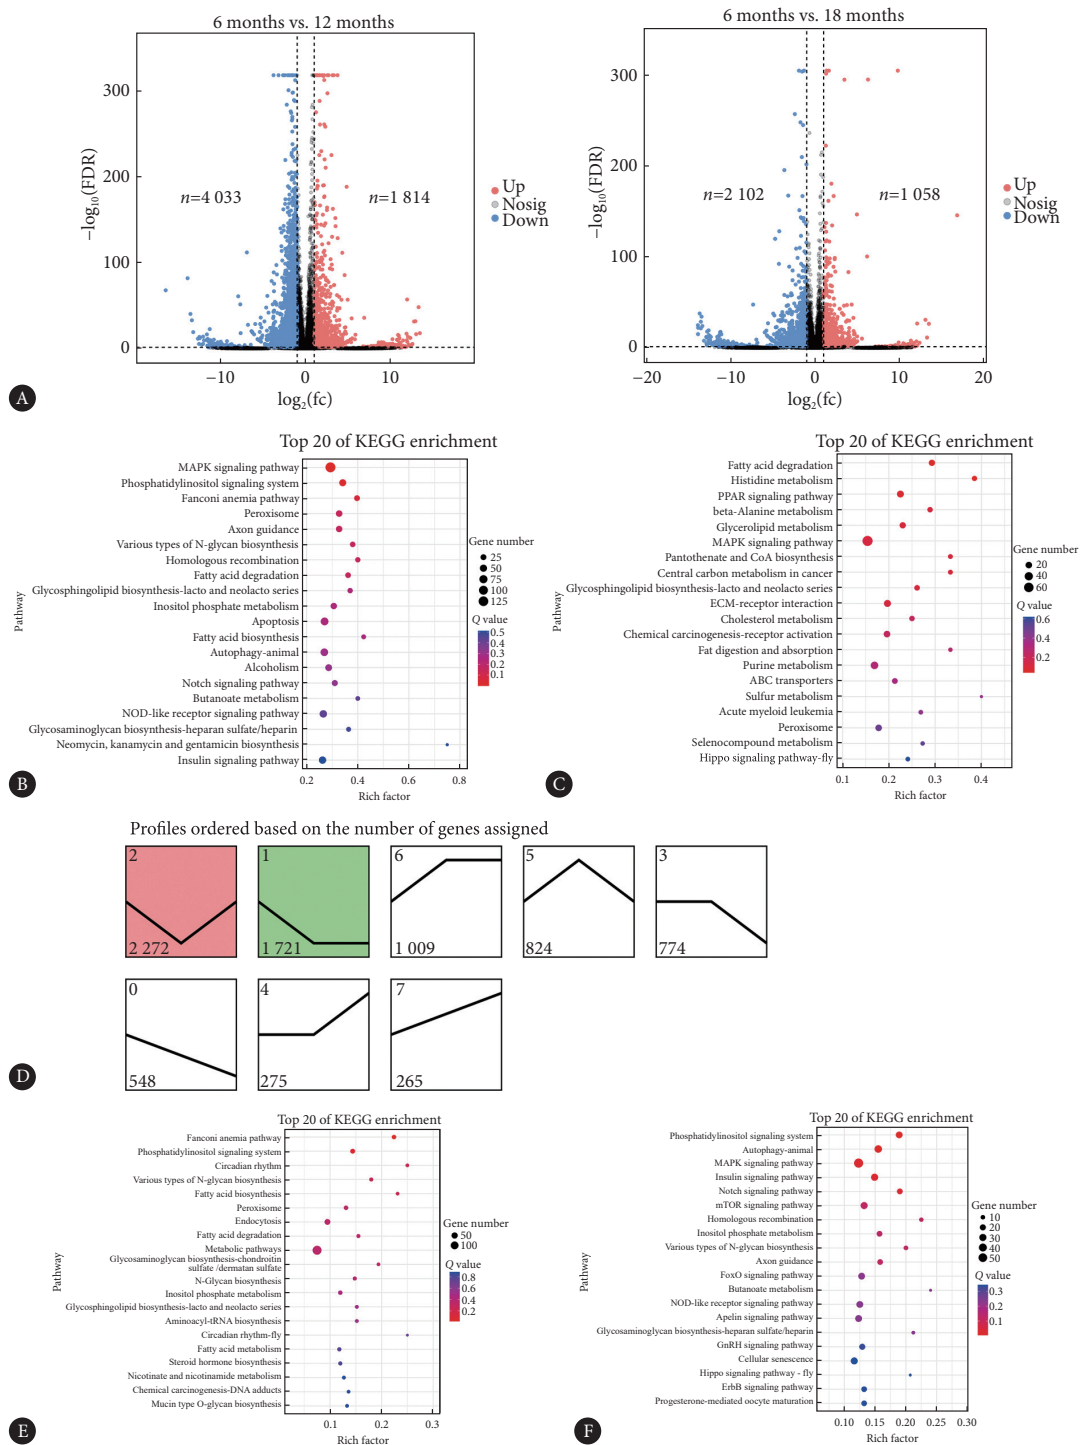 6 months vs. 12 months
6 months vs. 18 months
−log10(FDR)
300
200
100
0
n=4 033
n=1 814
Up
Nosig
Down
−10
0
10
log2(fc)
−log10(FDR)
300
200
100
0
n=2 102
n=1 058
Up
Nosig
Down
−20
−10
0
10
20
log2(fc)
A
Top 20 of KEGG enrichment
Pathway
MAPK signaling pathway
Phosphatidylinositol signaling system
Fanconi anemia pathway
Peroxisome
Axon guidance
Various types of N-glycan biosynthesis
Homologous recombination
Fatty acid degradation
Glycosphingolipid biosynthesis-lacto and neolacto series
Inositol phosphate metabolism
Apoptosis
Fatty acid biosynthesis
Autophagy-animal
Alcoholism
Notch signaling pathway
Butanoate metabolism
NOD-like receptor signaling pathway
Glycosaminoglycan biosynthesis-heparan sulfate/heparin
Neomycin, kanamycin and gentamicin biosynthesis
Insulin signaling pathway
0.2
0.4
0.6
0.8
Rich factor
Gene number
25
50
75
100
125
Q value
0.5
0.4
0.3
0.2
0.1
B
Top 20 of KEGG enrichment
Pathway
Fatty acid degradation
Histidine metabolism
PPAR signaling pathway
beta-Alanine metabolism
Glycerolipid metabolism
MAPK signaling pathway
Pantothenate and CoA biosynthesis
Central carbon metabolism in cancer
Glycosphingolipid biosynthesis-lacto and neolacto series
ECM-receptor interaction
Cholesterol metabolism
Chemical carcinogenesis-receptor activation
Fat digestion and absorption
Purine metabolism
ABC transporters
Sulfur metabolism
Acute myeloid leukemia
Peroxisome
Selenocompound metabolism
Hippo signaling pathway-fly
0.1
0.2
0.3
0.4
Rich factor
Gene number
20
40
60
Q value
0.6
0.4
0.2
C
Profiles ordered based on the number of genes assigned
2
2 272
1
1 721
6
1 009
5
824
3
774
0
548
4
275
7
265
D
Top 20 of KEGG enrichment
Pathway
Fanconi anemia pathway
Phosphatidylinositol signaling system
Circadian rhythm
Various types of N-glycan biosynthesis
Fatty acid biosynthesis
Peroxisome
Endocytosis
Fatty acid degradation
Metabolic pathways
Glycosaminoglycan biosynthesis-chondroitin
sulfate /dermatan sulfate
N-Glycan biosynthesis
Inositol phosphate metabolism
Glycosphingolipid biosynthesis-lacto and neolacto series
Aminoacyl-tRNA biosynthesis
Circadian rhythm-fly
Fatty acid metabolism
Steroid hormone biosynthesis
Nicotinate and nicotinamide metabolism
Chemical carcinogenesis-DNA adducts
Mucin type O-glycan biosynthesis
0.1
0.2
0.3
Rich factor
Gene number
50
100
Q value
0.8
0.6
0.4
0.2
E
Top 20 of KEGG enrichment
Pathway
Phosphatidylinositol signaling system
Autophagy-animal
MAPK signaling pathway
Insulin signaling pathway
Notch signaling pathway
mTOR signaling pathway
Homologous recombination
Inositol phosphate metabolism
Various types of N-glycan biosynthesis
Axon guidance
FoxO signaling pathway
Butanoate metabolism
NOD-like receptor signaling pathway
Apelin signaling pathway
Glycosaminoglycan biosynthesis-heparan sulfate/heparin
GnRH signaling pathway
Cellular senescence
Hippo signaling pathway - fly
ErbB signaling pathway
Progesterone-mediated oocyte maturation
0.10
0.15
0.20
0.25
0.30
Rich factor
Gene number
10
20
30
40
50
Q value
0.3
0.2
0.1
F